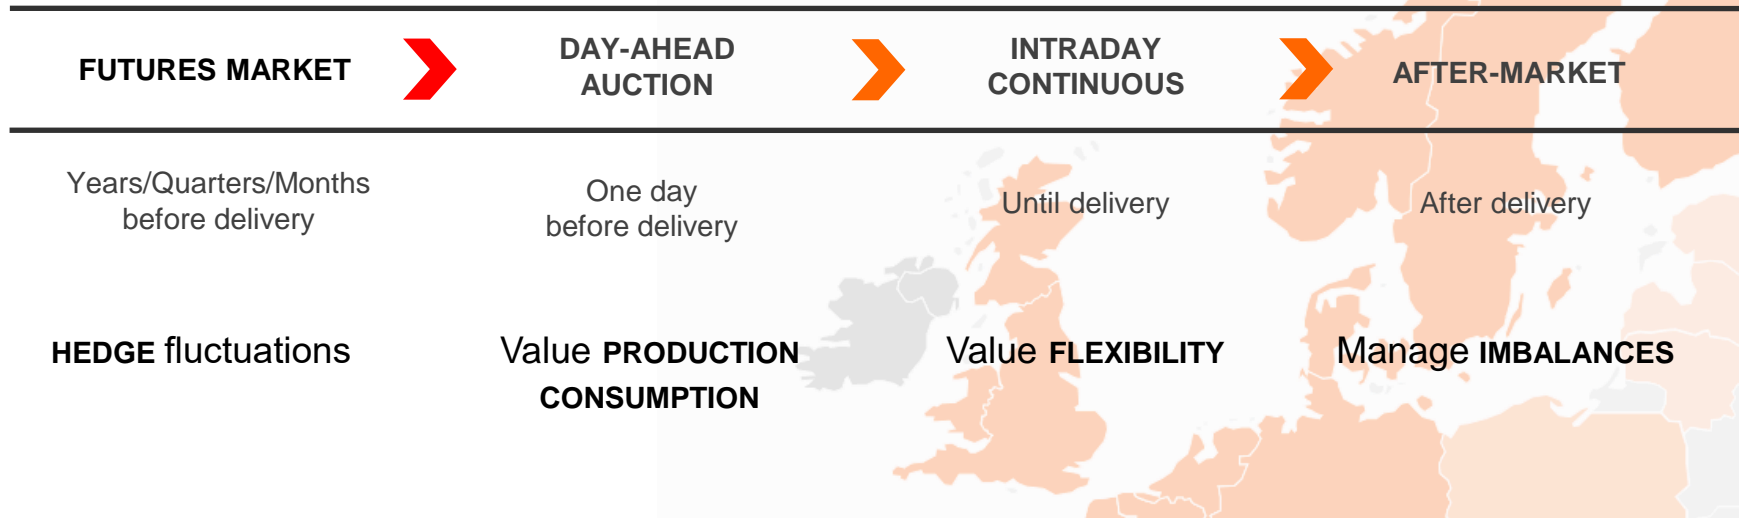 FUTURES MARKET
DAY-AHEAD
AUCTION
INTRADAY
CONTINUOUS
AFTER-MARKET
Years/Quarters/Months
before delivery
One day
before delivery
Until delivery
After delivery
HEDGE fluctuations
Value PRODUCTION
CONSUMPTION
Value FLEXIBILITY
Manage IMBALANCES